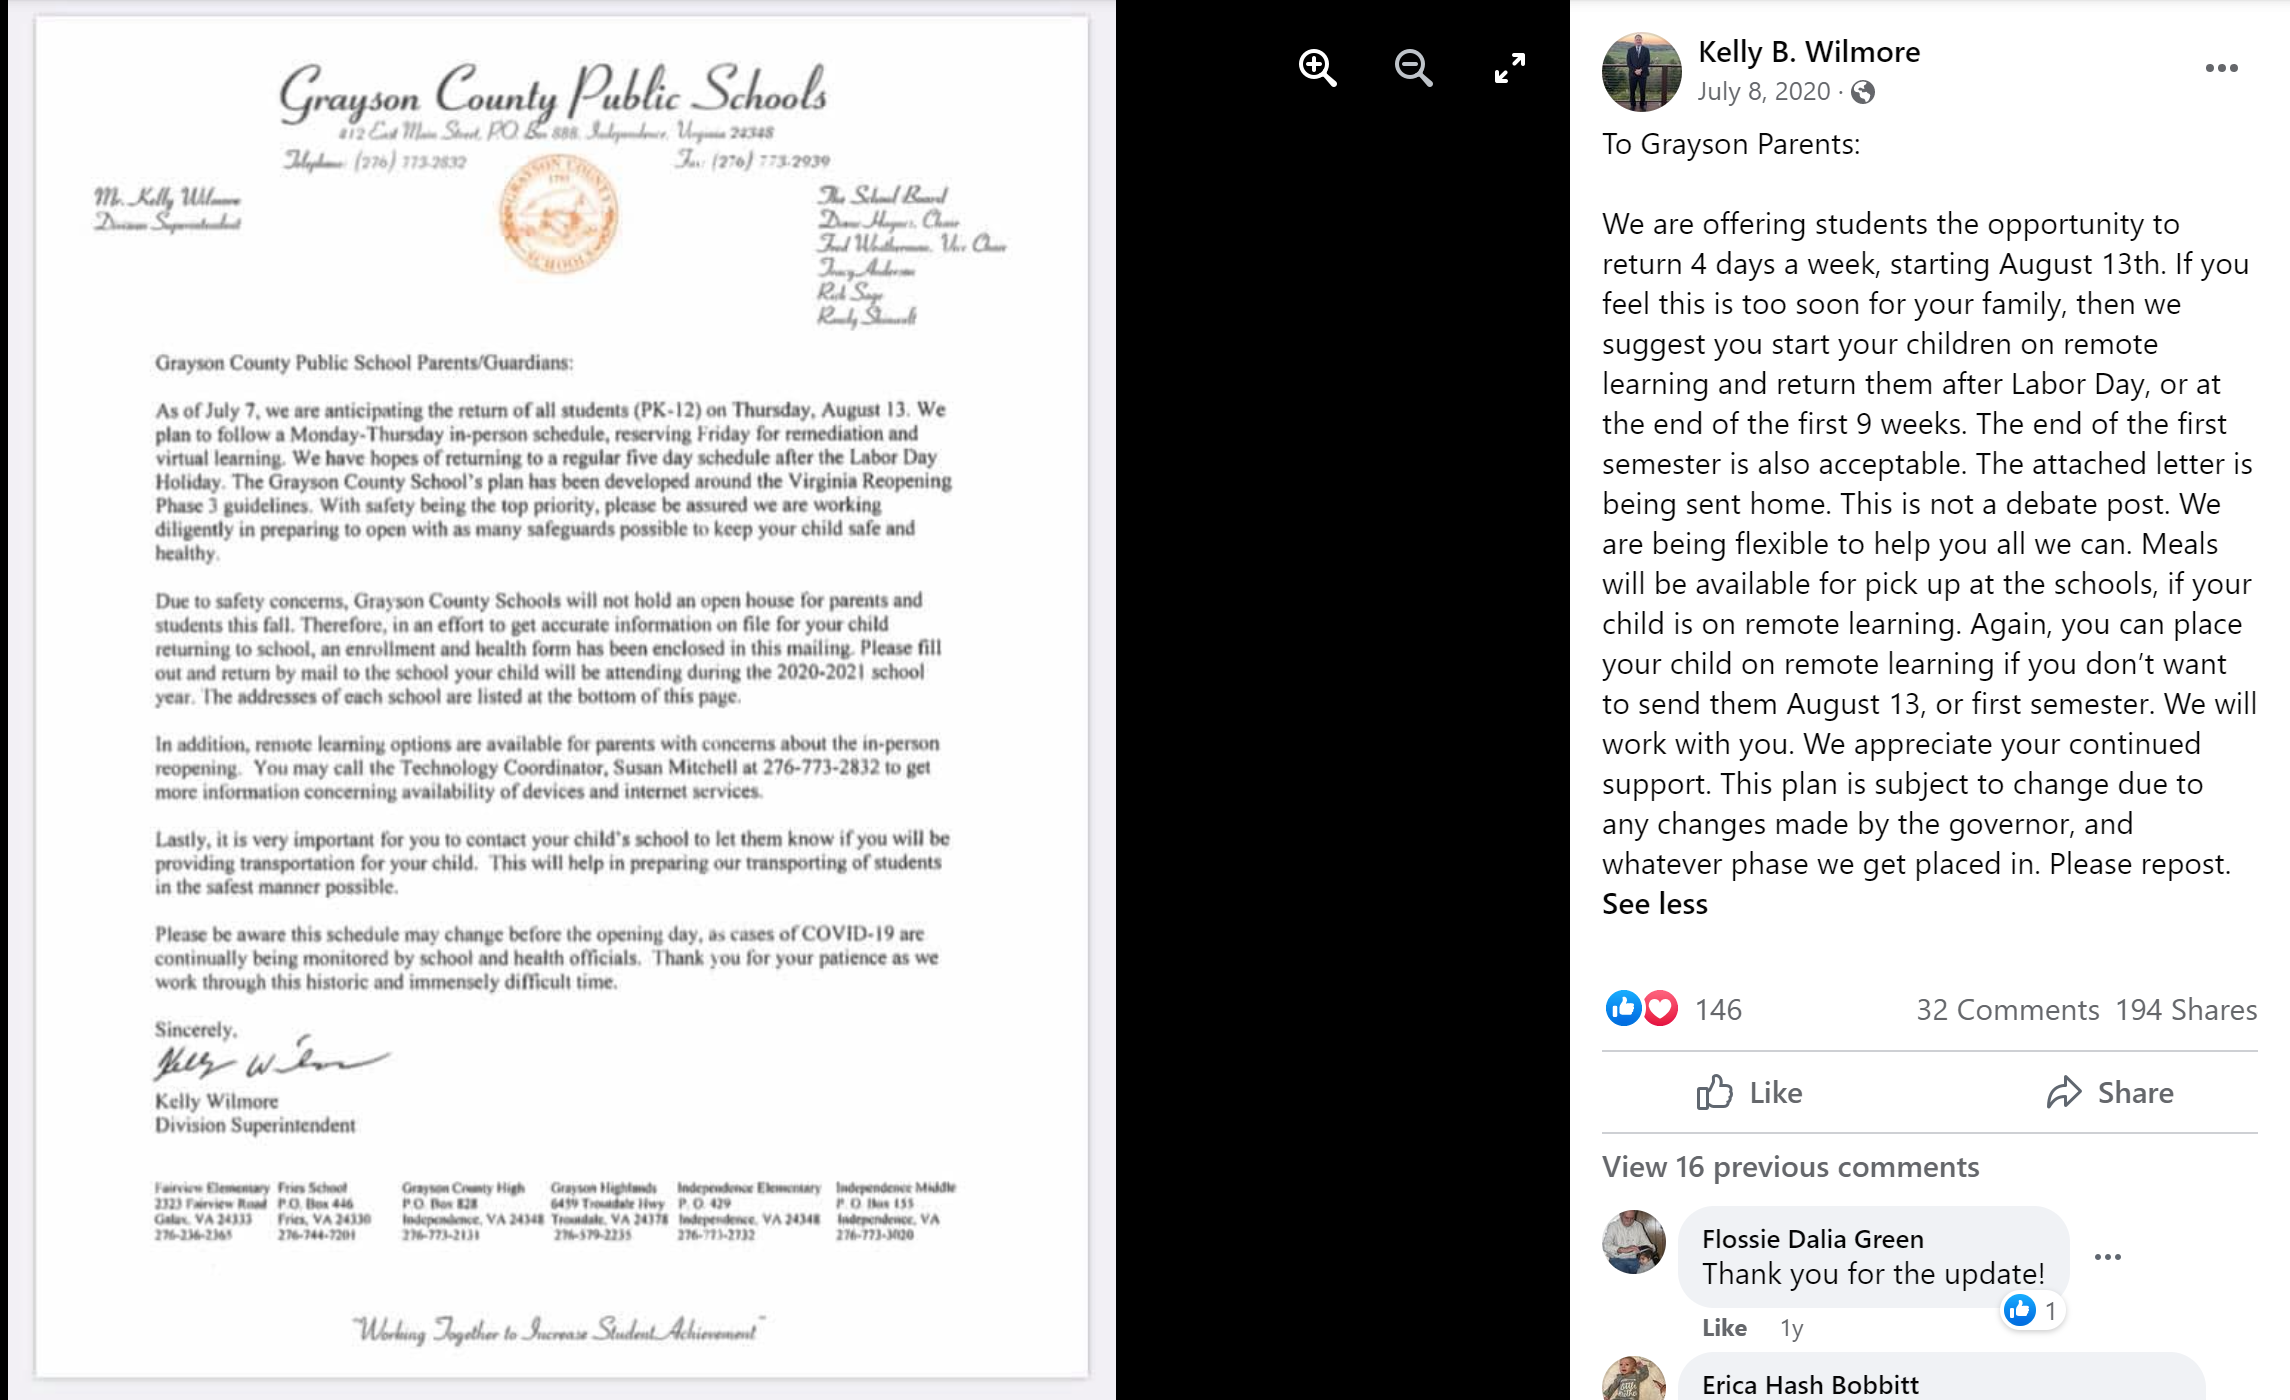 Grayson County Public Schools
812 East Main Street, P.O. Box 888, Independence, Virginia 24348
Telephone: (276) 773-2832
Fax: (276) 773-2939
Mr. Kelly Wilmore
Division Superintendent
GRAYSON COUNTY
SCHOOLS
The School Board
Chair
Fred Weatherman, Vice Chair
Tracy Anderson
Rick Sage
Randy
Grayson County Public School Parents/Guardians:
As of July 7, we are anticipating the return of all students (PK-12) on Thursday, August 13. We
plan to follow a Monday-Thursday in-person schedule, reserving Friday for remediation and
virtual learning. We have hopes of returning to a regular five day schedule after the Labor Day
Holiday. The Grayson County School's plan has been developed around the Virginia Reopening
Phase 3 guidelines. With safety being the top priority, please be assured we are working
diligently in preparing to open with as many safeguards possible to keep your child safe and
healthy.
Due to safety concerns, Grayson County Schools will not hold an open house for parents and
students this fall. Therefore, in an effort to get accurate information on file for your child
returning to school, an enrollment and health form has been enclosed in this mailing. Please fill
out and return by mail to the school your child will be attending during the 2020-2021 school
year. The addresses of each school are listed at the bottom of this page.
In addition, remote learning options are available for parents with concerns about the in-person
reopening. You may call the Technology Coordinator, Susan Mitchell at 276-773-2832 to get
more information concerning availability of devices and internet services.
Lastly, it is very important for you to contact your child's school to let them know if you will be
providing transportation for your child. This will help in preparing our transporting of students
in the safest manner possible.
Please be aware this schedule may change before the opening day, as cases of COVID-19 are
continually being monitored by school and health officials. Thank you for your patience as we
work through this historic and immensely difficult time.
Sincerely,
Kelly Wilmore
Kelly Wilmore
Division Superintendent
Fairview Elementary
2323 Fairview Road
Galax, VA 24333
276-236-2365
Fries School
P.O. Box 446
Fries, VA 24330
276-744-7201
Grayson County High
P.O. Box 828
Independence, VA 24348
276-773-2131
Grayson Highlands
6459 Troutdale Hwy
Troutdale, VA 24378
276-579-2235
Independence Elementary
P. O. 429
Independence, VA 24348
276-773-2732
Independence Middle
P. O. Box 155
Independence, VA
276-773-3020
"Working Together to Increase Student Achievement"
Kelly B. Wilmore
July 8, 2020 ·
To Grayson Parents:
We are offering students the opportunity to
return 4 days a week, starting August 13th. If you
feel this is too soon for your family, then we
suggest you start your children on remote
learning and return them after Labor Day, or at
the end of the first 9 weeks. The end of the first
semester is also acceptable. The attached letter is
being sent home. This is not a debate post. We
are being flexible to help you all we can. Meals
will be available for pick up at the schools, if your
child is on remote learning. Again, you can place
your child on remote learning if you don't want
to send them August 13, or first semester. We will
work with you. We appreciate your continued
support. This plan is subject to change due to
any changes made by the governor, and
whatever phase we get placed in. Please repost.
See less
146
32 Comments 194 Shares
Like
Share
View 16 previous comments
Flossie Dalia Green
Thank you for the update!
1
Like 1y
Erica Hash Bobbitt